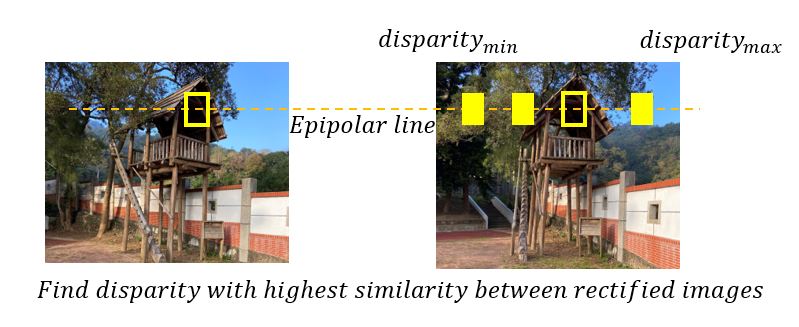 disparity_min
disparity_max
Epipolar line
Find disparity with highest similarity between rectified images